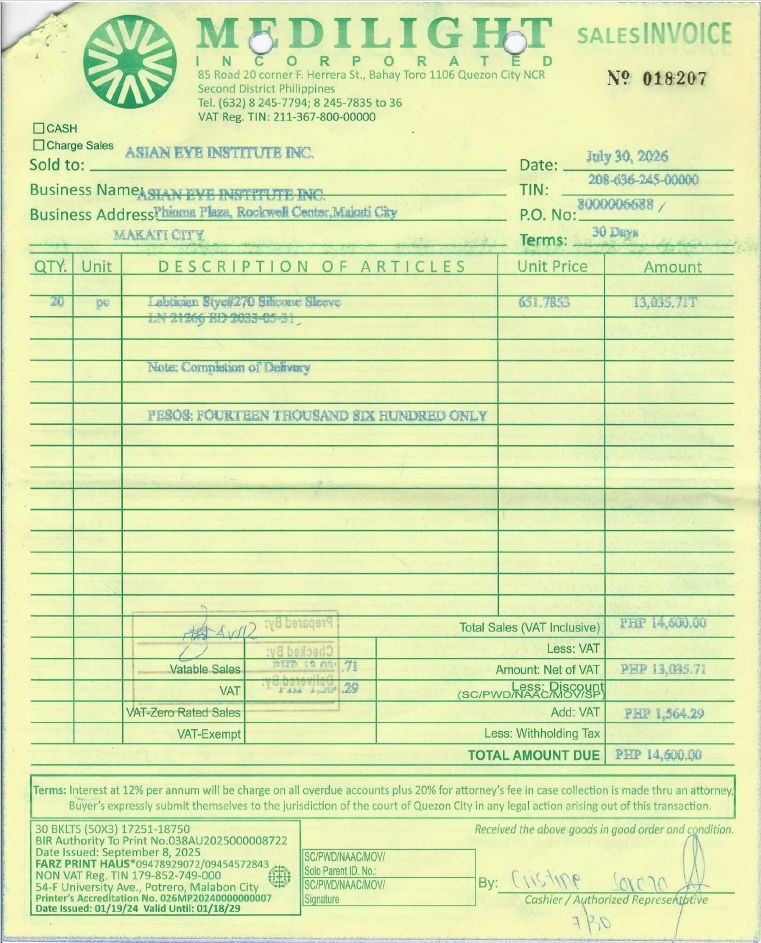 MEDILIGHT
INCORPORATED
SALES INVOICE
85 Road 20 corner F. Herrera St., Bahay Toro 1106 Quezon City NCR
Second District Philippines
Tel. (632) 8 245-7794; 8 245-7835 to 36
VAT Reg. TIN: 211-367-800-00000
Nº 018207
CASH
Charge Sales
Sold to: ASIAN EYE INSTITUTE INC.
Date: July 30, 2026
Business Name: ASIAN EYE INSTITUTE INC.
TIN: 208-636-245-00000
Business Address: Phinma Plaza, Rockwell Center,Makati City
P.O. No: 8000006688 /
MAKATI CITY
Terms: 30 Days
QTY. Unit DESCRIPTION OF ARTICLES Unit Price Amount
20 pc Labtician Stye#270 Silicone Sleeve 651.7853 13,035.71T
LN 21266 ED 2033-05-31
Note: Completion of Delivery
PESOS: FOURTEEN THOUSAND SIX HUNDRED ONLY
Prepared By:
Checked By:
Delivered By:
Total Sales (VAT Inclusive) PHP 14,600.00
Less: VAT
Vatable Sales .71 Amount: Net of VAT PHP 13,035.71
VAT .29 Less: Discount
(SC/PWD/NAAC/MOV/SP)
VAT-Zero Rated Sales Add: VAT PHP 1,564.29
VAT-Exempt Less: Withholding Tax
TOTAL AMOUNT DUE PHP 14,600.00
Terms: Interest at 12% per annum will be charge on all overdue accounts plus 20% for attorney's fee in case collection is made thru an attorney,
Buyer's expressly submit themselves to the jurisdiction of the court of Quezon City in any legal action arising out of this transaction.
30 BKLTS (50X3) 17251-18750
BIR Authority To Print No.038AU2025000008722
Date Issued: September 8, 2025
FARZ PRINT HAUS*09478929072/09454572843
NON VAT Reg. TIN 179-852-749-000
54-F University Ave., Potrero, Malabon City
Printer's Accreditation No. 026MP20240000000007
Date Issued: 01/19/24 Valid Until: 01/18/29
SC/PWD/NAAC/MOV/
Solo Parent ID. No.:
SC/PWD/NAAC/MOV/
Signature
Received the above goods in good order and condition.
By: Cristine
Cashier / Authorized Representative
7/30